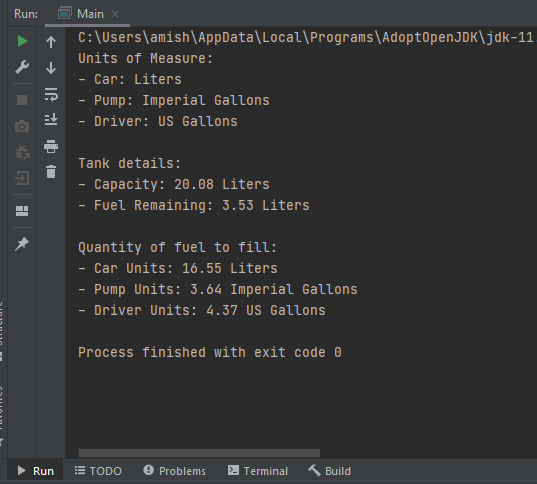 Run: Main
C:\Users\amish\AppData\Local\Programs\AdoptOpenJDK\jdk-11
Units of Measure:
- Car: Liters
- Pump: Imperial Gallons
- Driver: US Gallons
Tank details:
- Capacity: 20.08 Liters
- Fuel Remaining: 3.53 Liters
Quantity of fuel to fill:
- Car Units: 16.55 Liters
- Pump Units: 3.64 Imperial Gallons
- Driver Units: 4.37 US Gallons
Process finished with exit code 0
Run TODO Problems Terminal Build